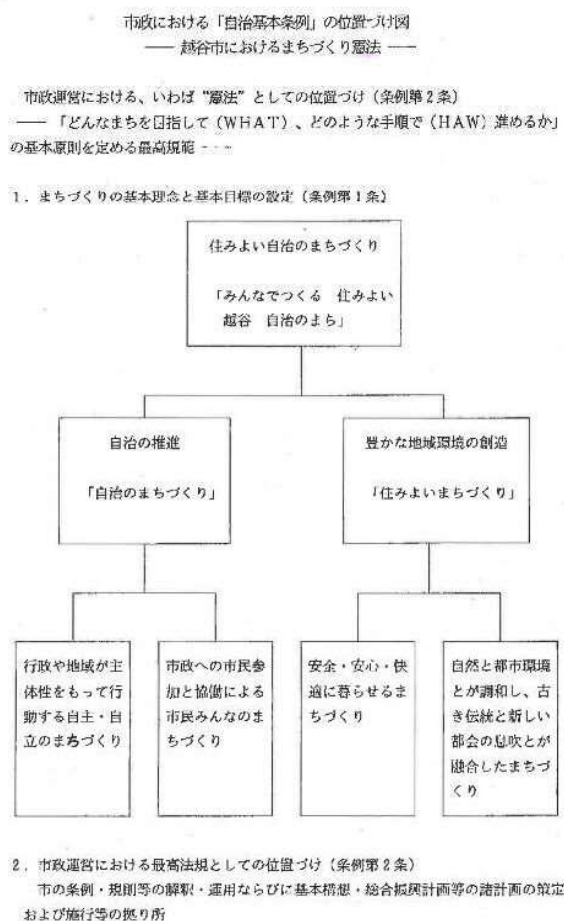 市政における「自治基本条例」の位置づけ図
―― 越谷市におけるまちづくり憲法 ――
市政運営における、いわば“憲法”としての位置づけ(条例第2条)
―― 「どんなまちを目指して(WHAT)、どのような手順で(HAW)進めるか」
の基本原則を定める最高規範 - - -
1.まちづくりの基本理念と基本目標の設定(条例第1条)
住みよい自治のまちづくり
「みんなでつくる 住みよい
越谷 自治のまち」
自治の推進
「自治のまちづくり」
豊かな地域環境の創造
「住みよいまちづくり」
行政や地域が主
体性をもって行
動する自主・自
立のまちづくり
市政への市民参
加と協働による
市民みんなのま
ちづくり
安全・安心・快
適に暮らせるま
ちづくり
自然と都市環境
とが調和し、古
き伝統と新しい
都会の息吹とが
融合したまちづ
くり
2.市政運営における最高法規としての位置づけ(条例第2条)
市の条例・規則等の解釈・運用ならびに基本構想・総合振興計画等の諸計画の策定
および施行等の拠り所